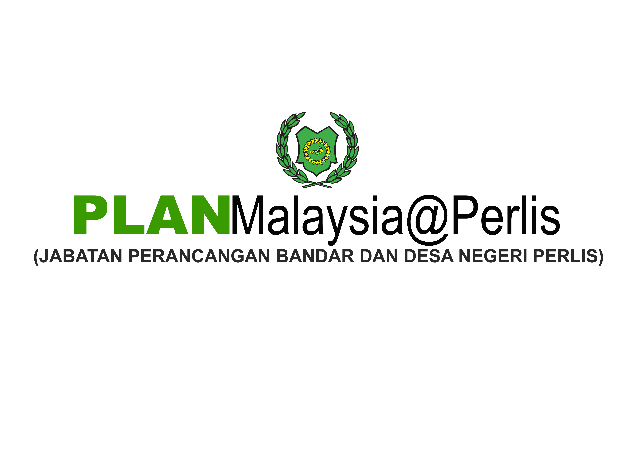 PLANMalaysia@Perlis
(JABATAN PERANCANGAN BANDAR DAN DESA NEGERI PERLIS)